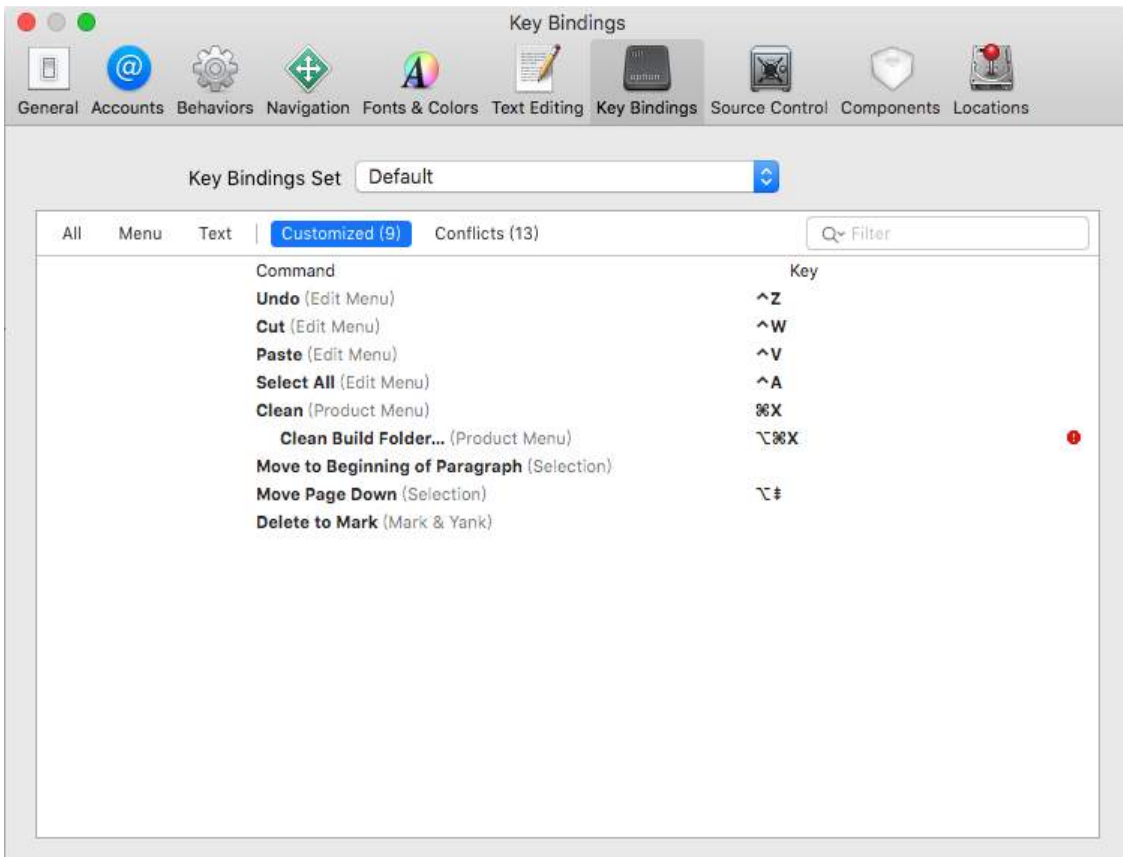 Key Bindings
General Accounts Behaviors Navigation Fonts & Colors Text Editing Key Bindings Source Control Components Locations
Key Bindings Set Default
All Menu Text Customized (9) Conflicts (13) Filter
Command Key
Undo (Edit Menu) ^Z
Cut (Edit Menu) ^W
Paste (Edit Menu) ^V
Select All (Edit Menu) ^A
Clean (Product Menu) ⌘X
Clean Build Folder... (Product Menu) ⌥⌘X
Move to Beginning of Paragraph (Selection)
Move Page Down (Selection) ⌥⇟
Delete to Mark (Mark & Yank)